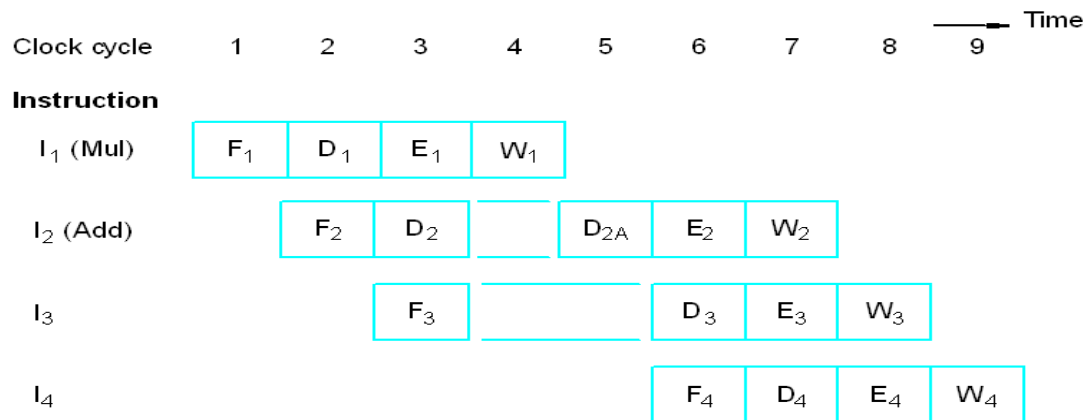 Time
Clock cycle 1 2 3 4 5 6 7 8 9
Instruction
I1 (Mul) F1 D1 E1 W1
I2 (Add) F2 D2 D2A E2 W2
I3 F3 D3 E3 W3
I4 F4 D4 E4 W4